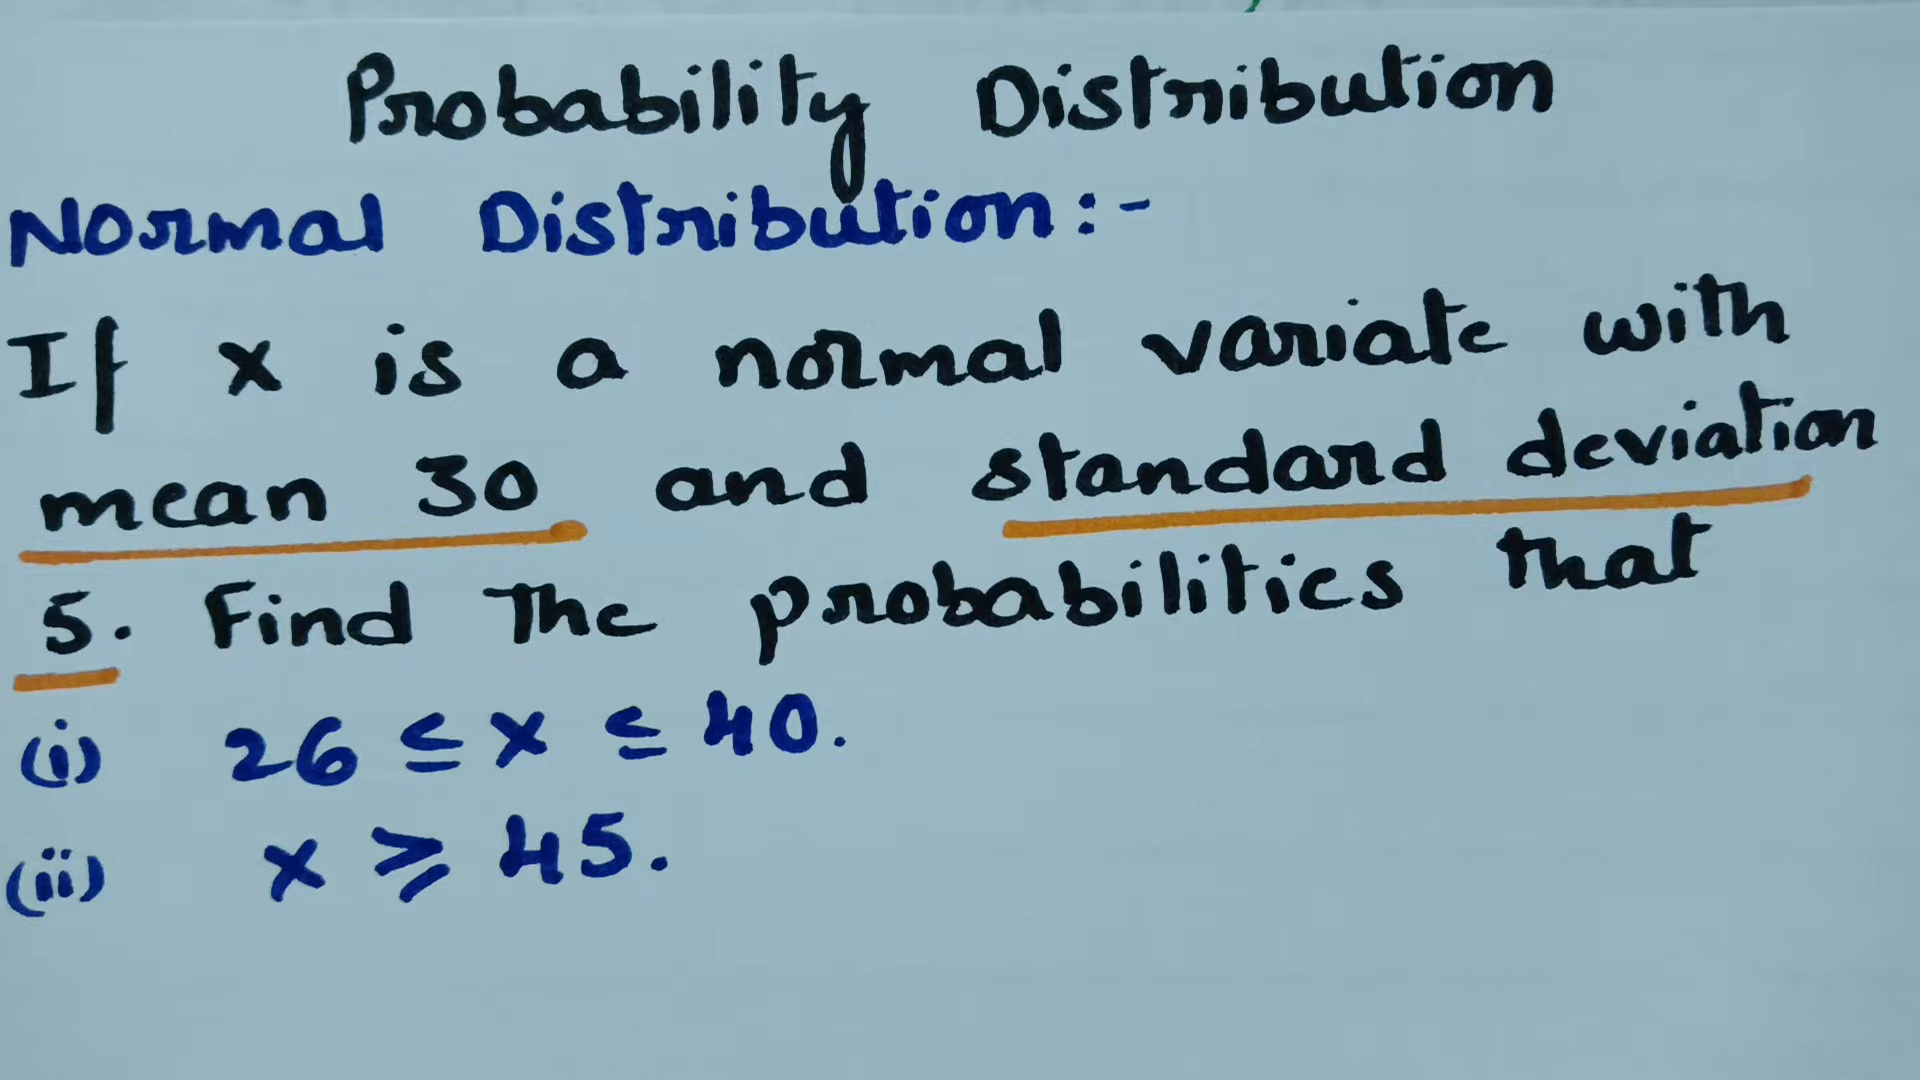 Probability Distribution
Normal Distribution:-
If x is a normal variate with
mean 30 and standard deviation
5. Find The probabilities that
(i) 26 ≤ x ≤ 40.
(ii) x ≥ 45.